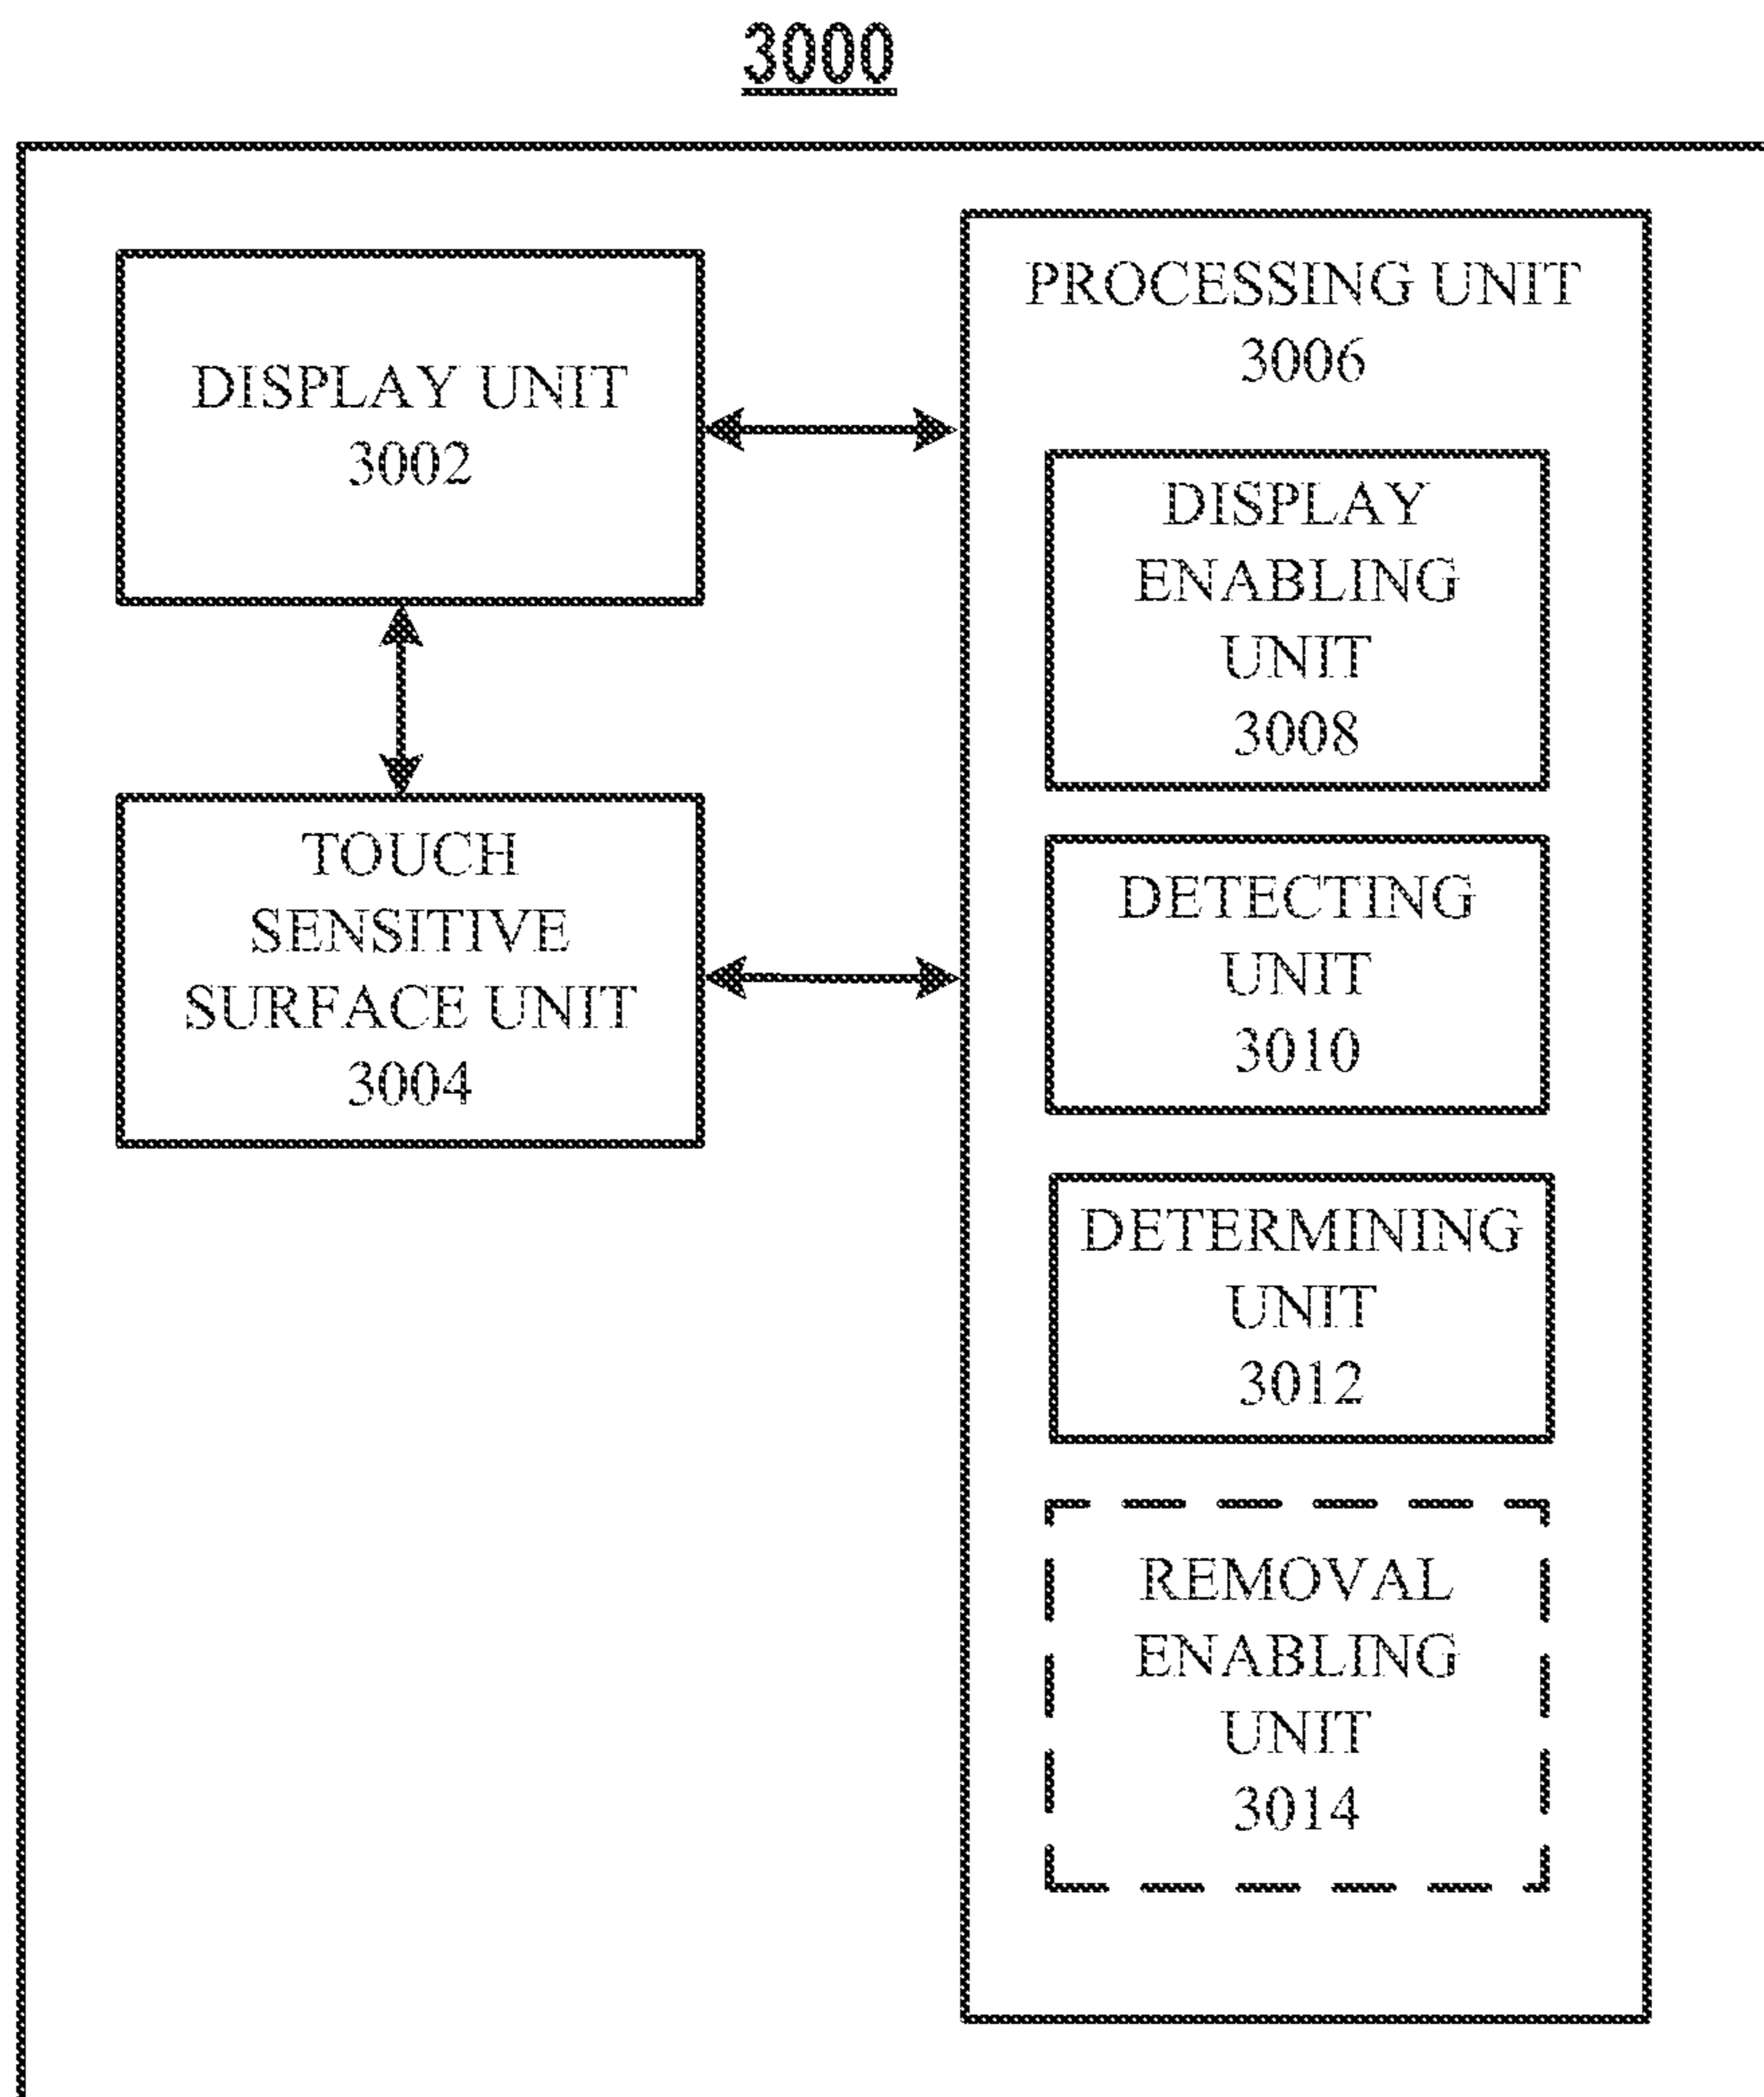 3000
DISPLAY UNIT
3002
TOUCH
SENSITIVE
SURFACE UNIT
3004
PROCESSING UNIT
3006
DISPLAY
ENABLING
UNIT
3008
DETECTING
UNIT
3010
DETERMINING
UNIT
3012
REMOVAL
ENABLING
UNIT
3014